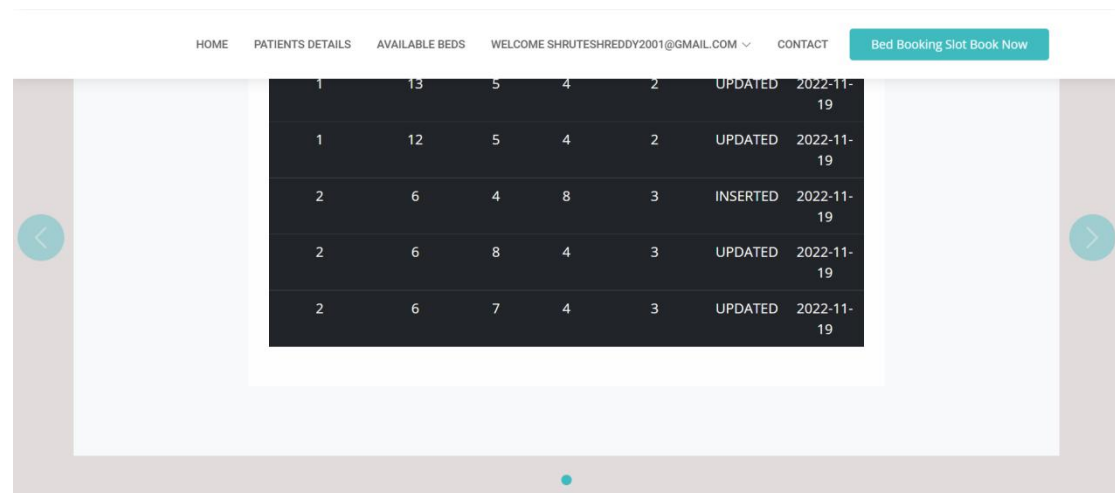 HOME PATIENTS DETAILS AVAILABLE BEDS WELCOME SHRUTESHREDDY2001@GMAIL.COM CONTACT Bed Booking Slot Book Now
1 13 5 4 2 UPDATED 2022-11-
19
1 12 5 4 2 UPDATED 2022-11-
19
2 6 4 8 3 INSERTED 2022-11-
19
2 6 8 4 3 UPDATED 2022-11-
19
2 6 7 4 3 UPDATED 2022-11-
19